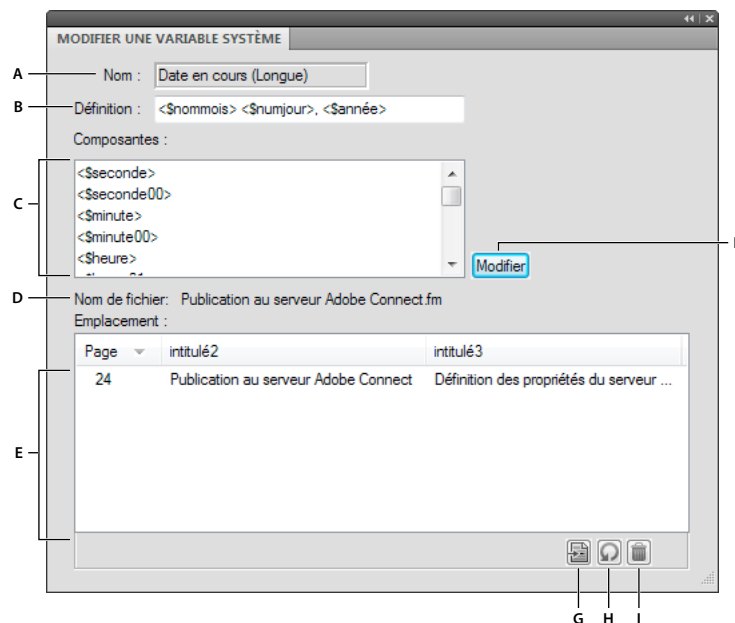 MODIFIER UNE VARIABLE SYSTÈME
A Nom : Date en cours (Longue)
B Définition : <$nommois> <$numjour>, <$année>
Composantes :
<$seconde>
<$seconde00>
<$minute>
C
<$minute00>
<$heure>
Modifier
D Nom de fichier: Publication au serveur Adobe Connect.fm
Emplacement :
Page intitulé2 intitulé3
24 Publication au serveur Adobe Connect Définition des propriétés du serveur ...
E
G H I